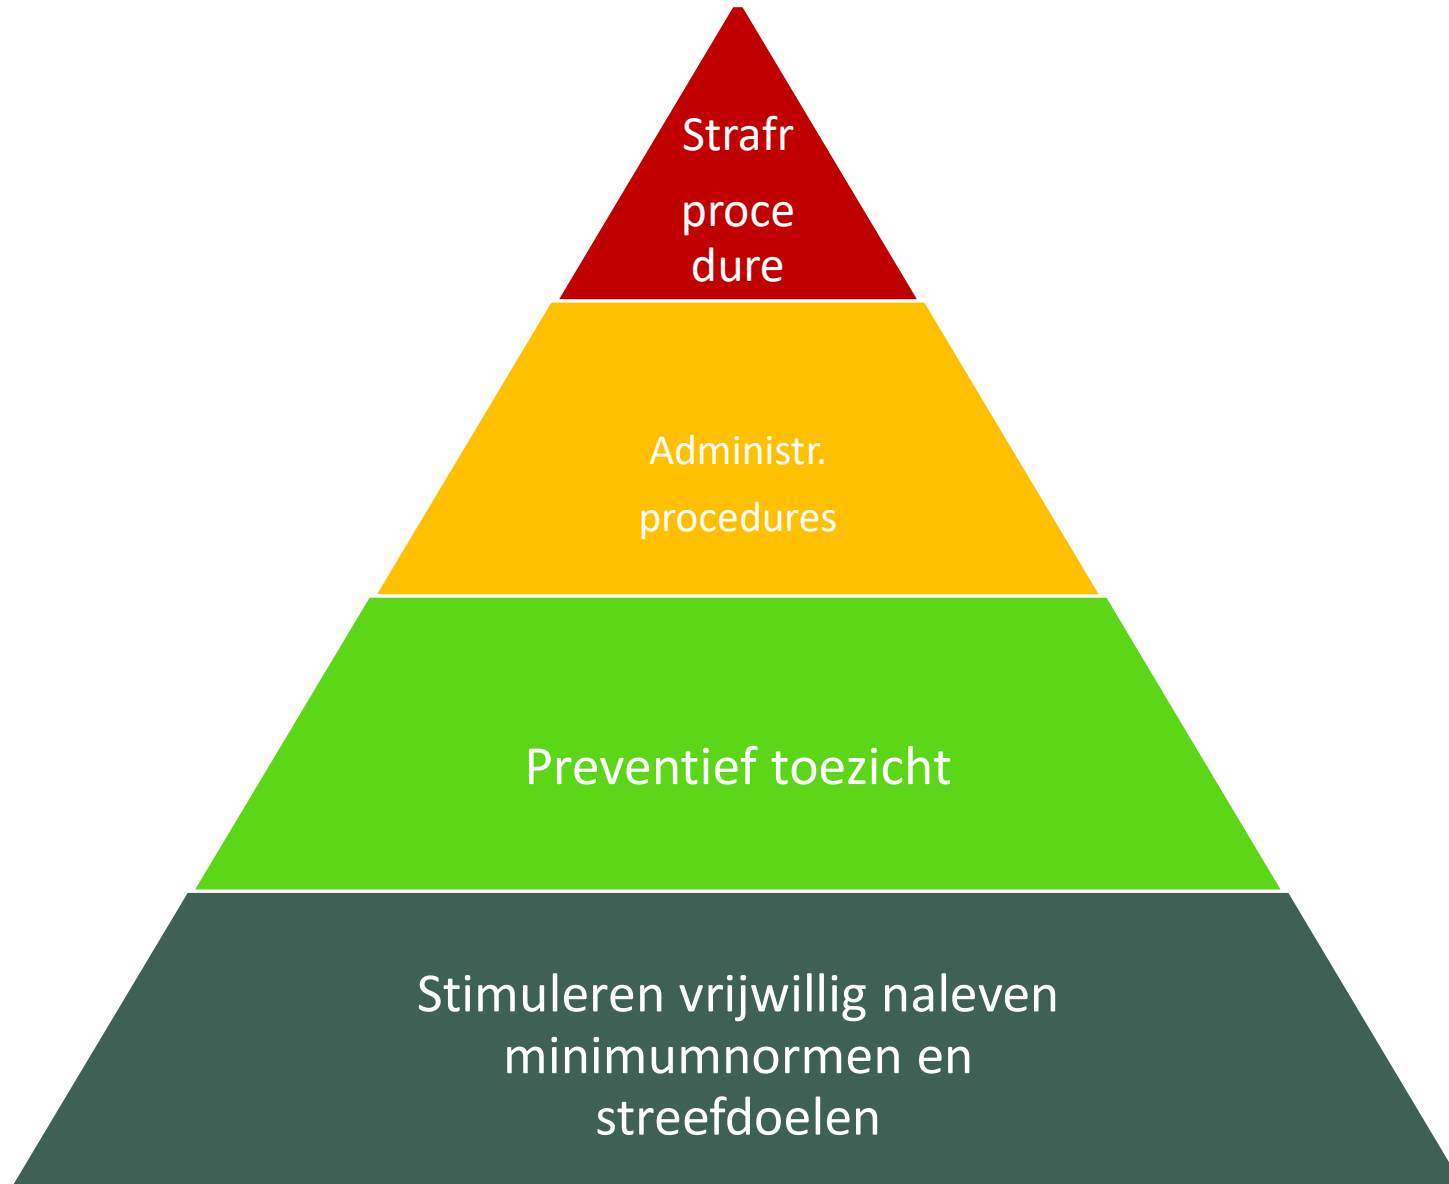 Strafr
proce
dure
Administr.
procedures
Preventief toezicht
Stimuleren vrijwillig naleven
minimumnormen en
streefdoelen